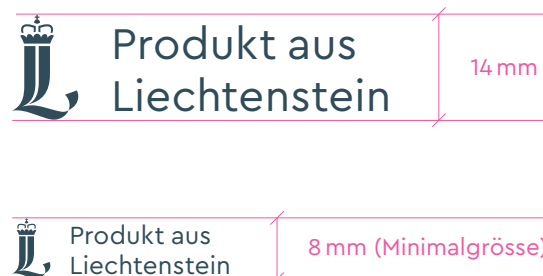 Produkt aus
Liechtenstein
14 mm
Produkt aus
Liechtenstein
8 mm (Minimalgrösse)